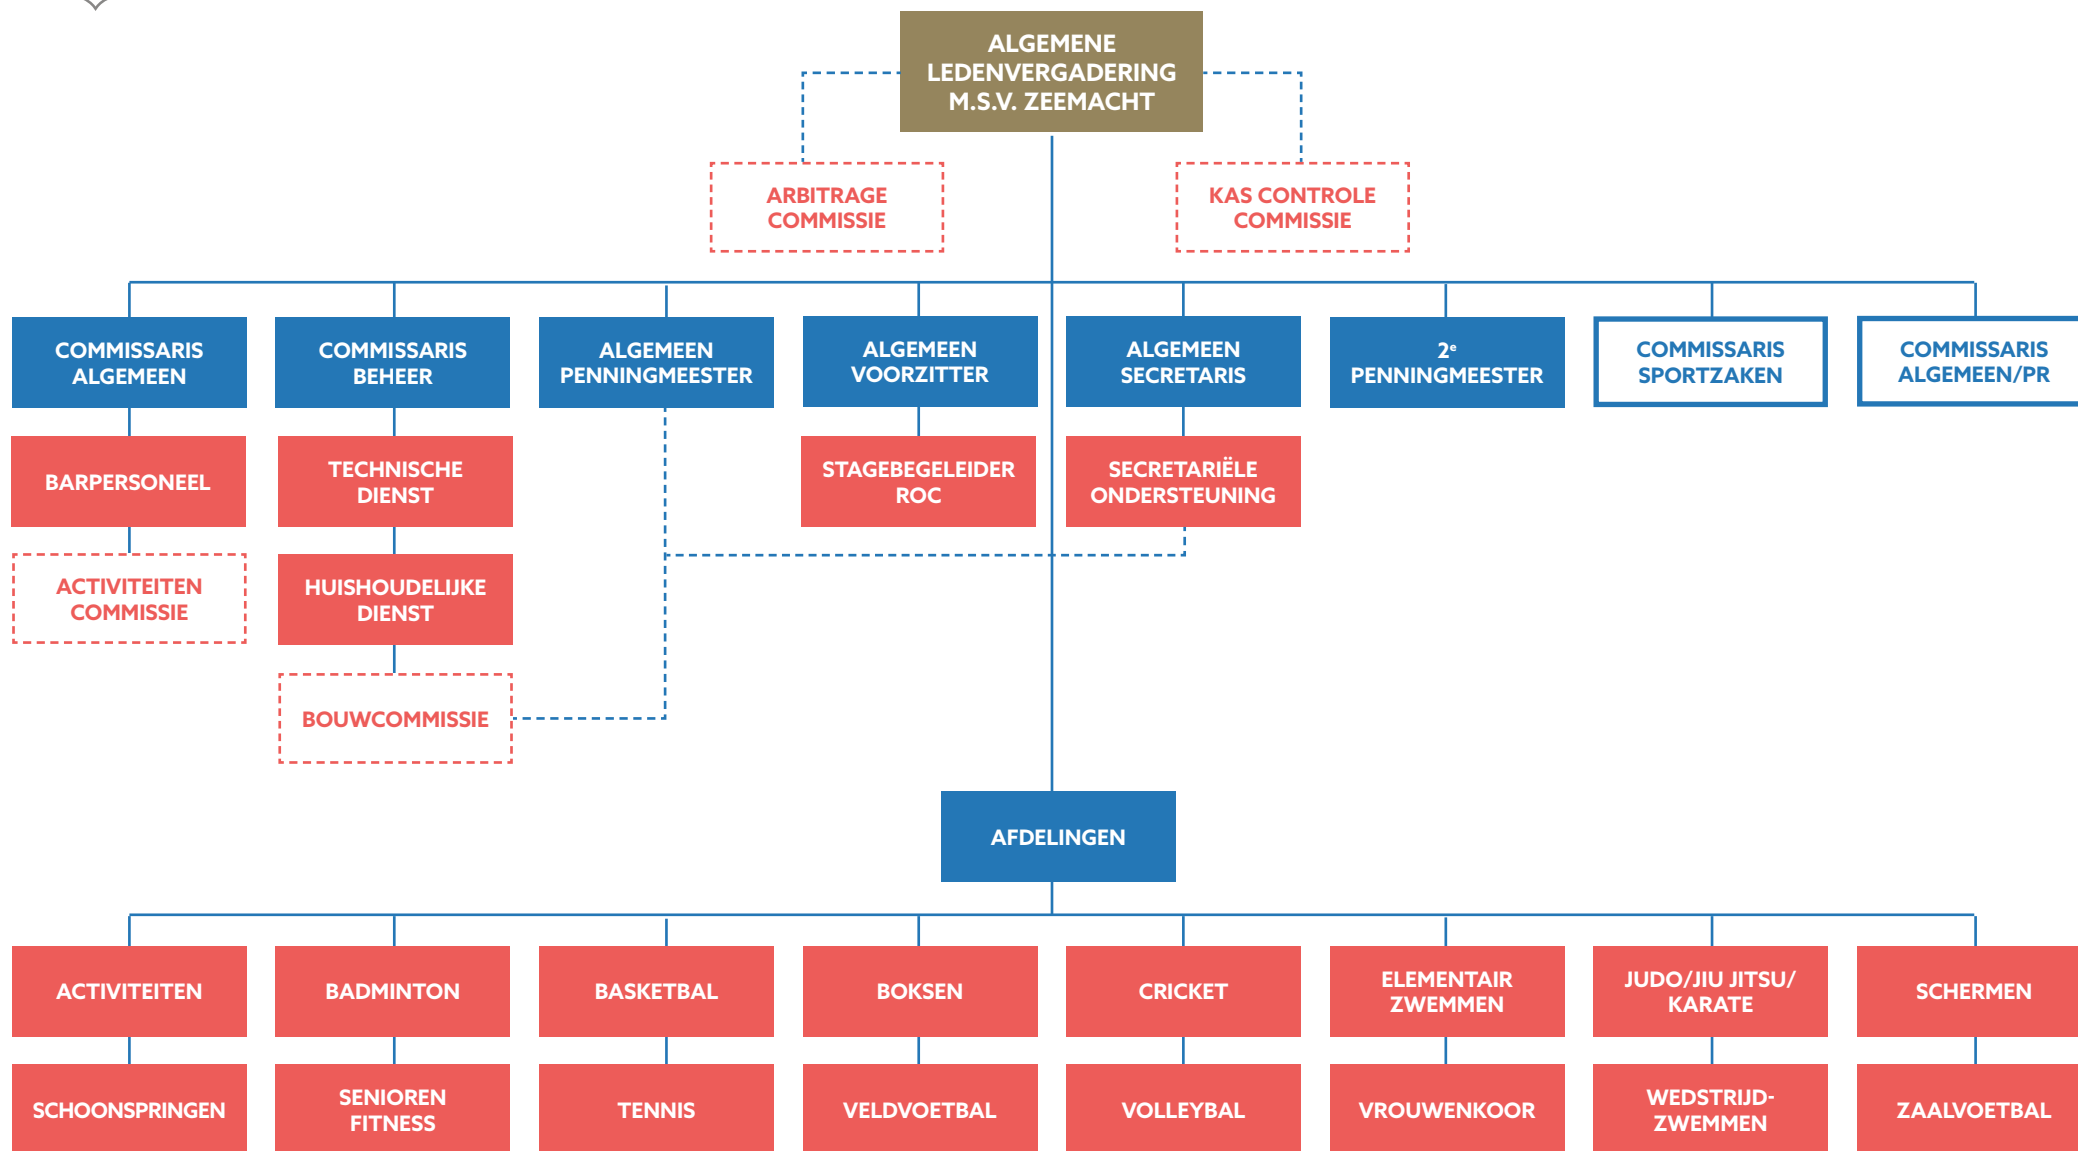 ALGEMENE
LEDENVERGADERING
M.S.V. ZEEMACHT
ARBITRAGE
COMMISSIE
KAS CONTROLE
COMMISSIE
COMMISSARIS
ALGEMEEN
COMMISSARIS
BEHEER
ALGEMEEN
PENNINGMEESTER
ALGEMEEN
VOORZITTER
ALGEMEEN
SECRETARIS
2e
PENNINGMEESTER
COMMISSARIS
SPORTZAKEN
COMMISSARIS
ALGEMEEN/PR
BARPERSONEEL
TECHNISCHE
DIENST
STAGEBEGELEIDER
ROC
SECRETARIËLE
ONDERSTEUNING
ACTIVITEITEN
COMMISSIE
HUISHOUDELIJKE
DIENST
BOUWCOMMISSIE
AFDELINGEN
ACTIVITEITEN
BADMINTON
BASKETBAL
BOKSEN
CRICKET
ELEMENTAIR
ZWEMMEN
JUDO/JIU JITSU/
KARATE
SCHERMEN
SCHOONSPRINGEN
SENIOREN
FITNESS
TENNIS
VELDVOETBAL
VOLLEYBAL
VROUWENKOOR
WEDSTRIJD-
ZWEMMEN
ZAALVOETBAL